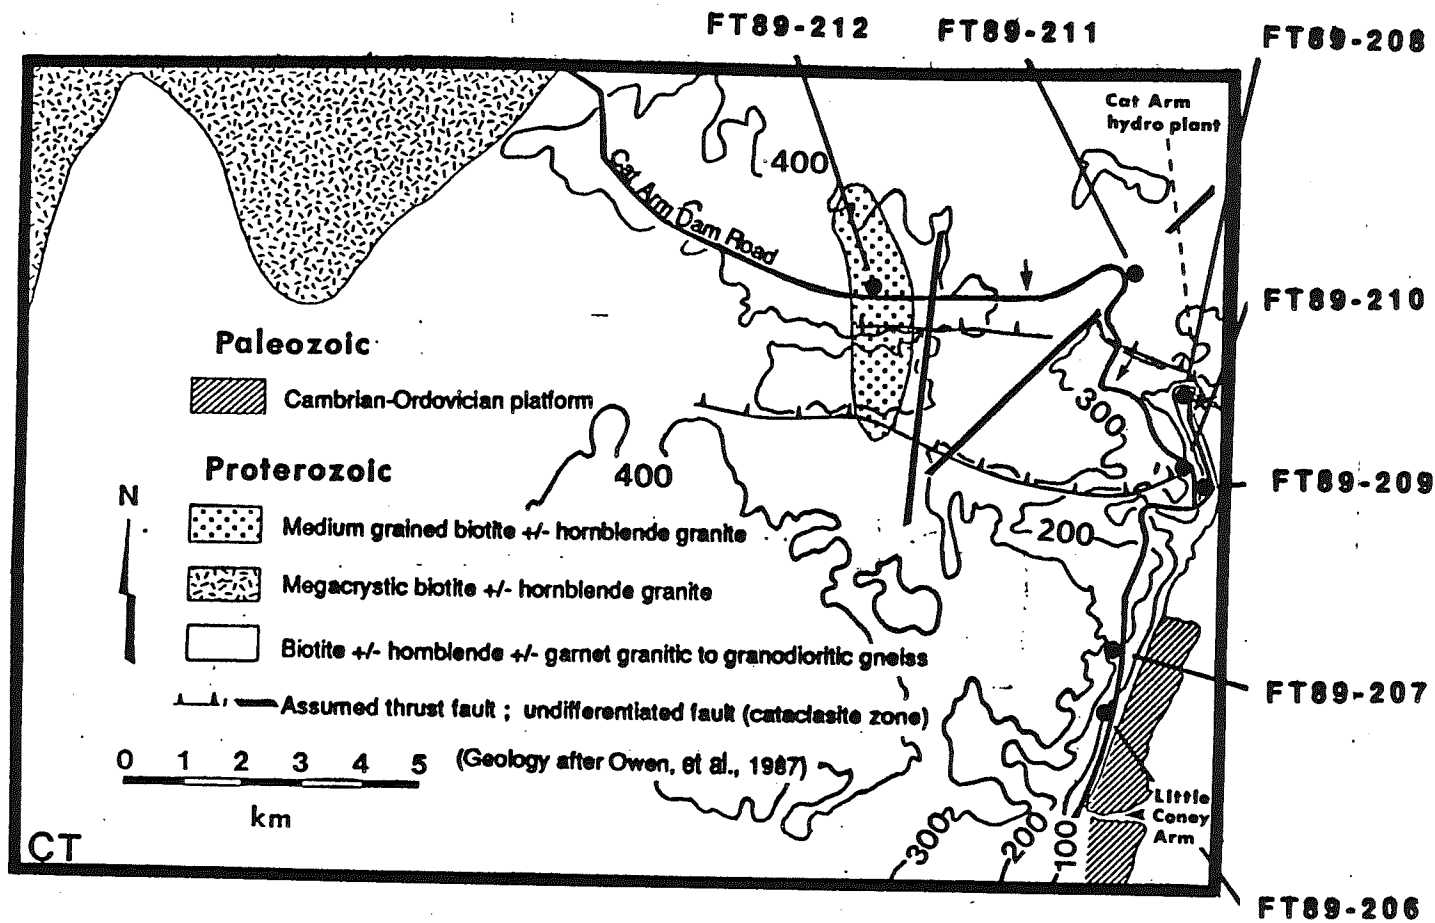 FT89-212
FT89-211
FT89-208
Cat Arm
hydro plant
400
Cat Arm Dam Road
FT89-210
Paleozoic
Cambrian-Ordovician platform
300
Proterozoic
400
N
FT89-209
Medium grained biotite +/- hornblende granite
200
Megacrystic biotite +/- hornblende granite
Biotite +/- hornblende +/- garnet granitic to granodioritic gneiss
FT89-207
Assumed thrust fault ; undifferentiated fault (cataclasite zone)
0 1 2 3 4 5
(Geology after Owen, et al., 1987)
km
Little
Coney
Arm
300
200
100
CT
FT89-206